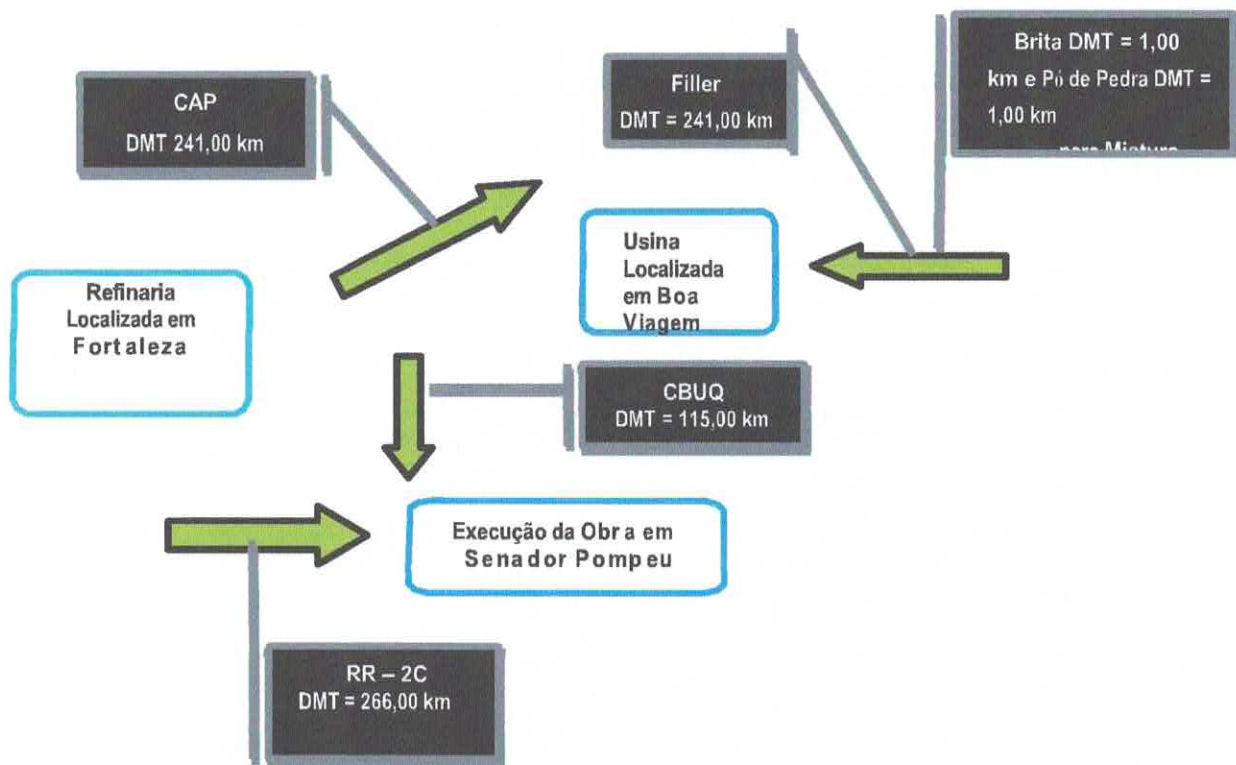 CAP
DMT 241,00 km
Filler
DMT = 241,00 km
Brita DMT = 1,00
km e Pó de Pedra DMT =
1,00 km
para Mistura
Refinaria
Localizada em
Fortaleza
Usina
Localizada
em Boa
Viagem
CBUQ
DMT = 115,00 km
Execução da Obra em
Senador Pompeu
RR – 2C
DMT = 266,00 km